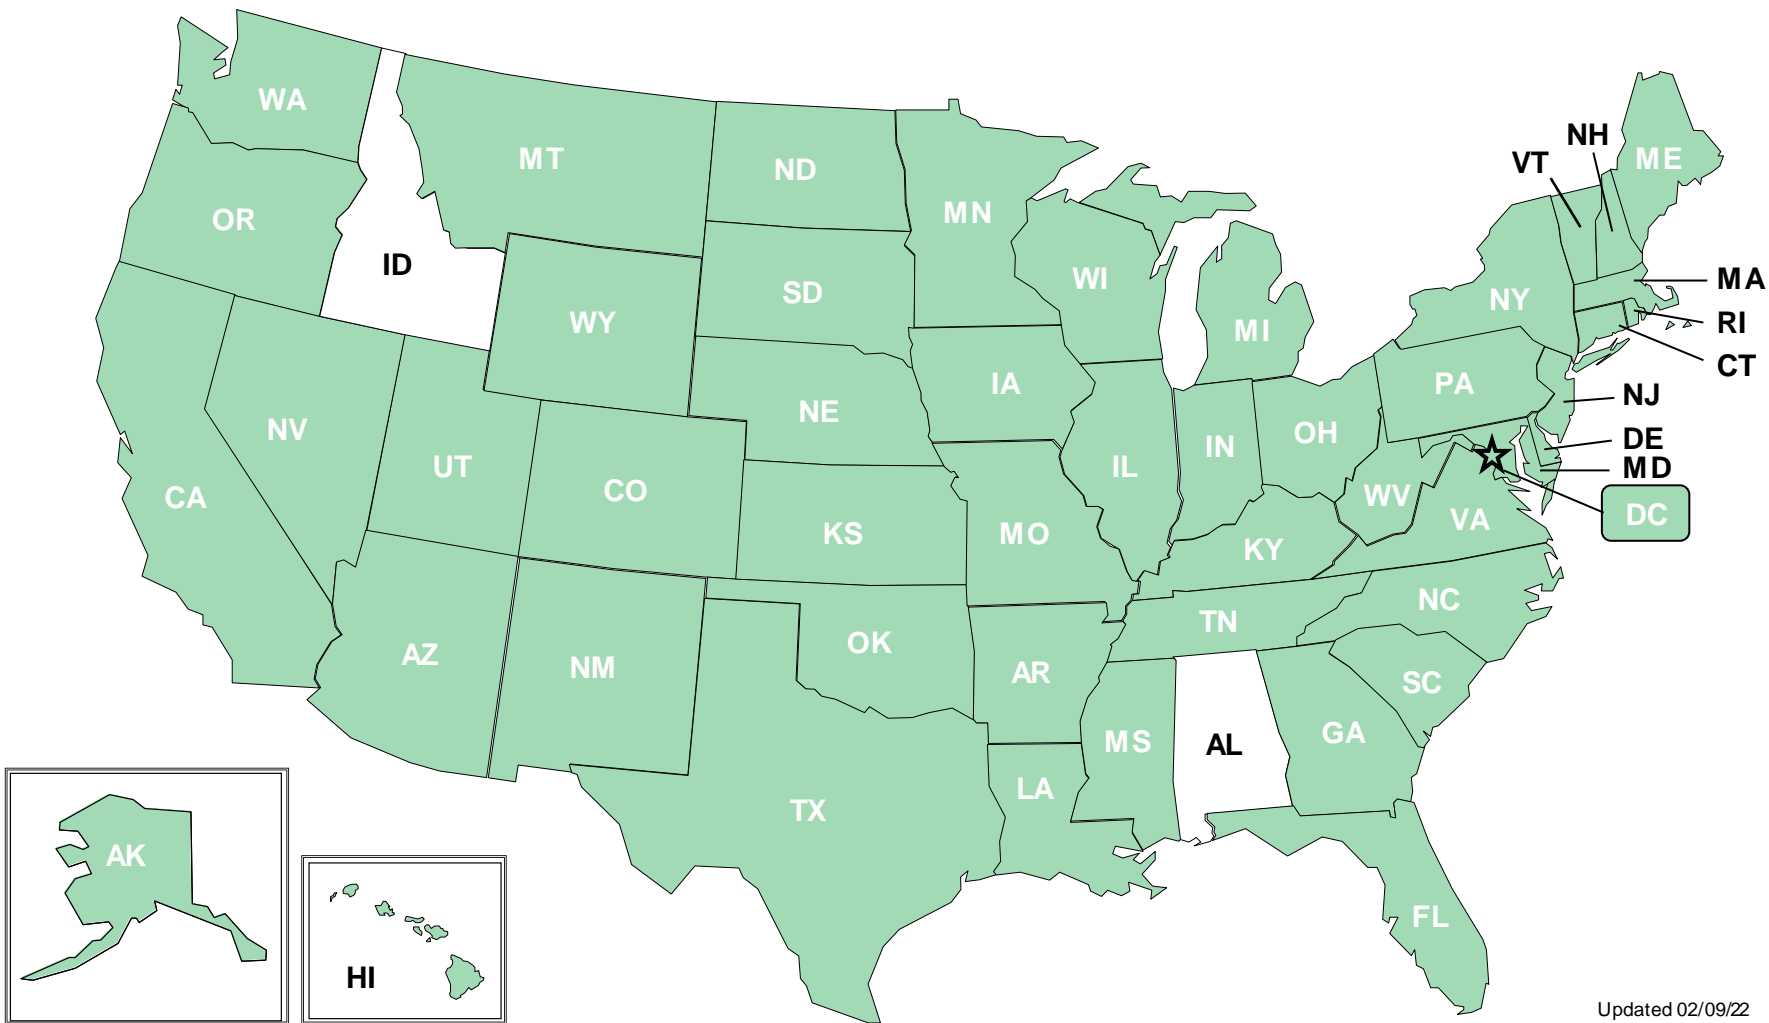 WA
MT
ND
MN
NH
VT
ME
OR
ID
WY
SD
WI
MI
NY
MA
RI
CT
NJ
DE
MD
DC
PA
IA
NE
NV
UT
CO
CA
KS
MO
IL
IN
OH
WV
VA
KY
TN
NC
SC
AZ
NM
OK
AR
MS
AL
GA
LA
TX
FL
AK
HI
Updated 02/09/22